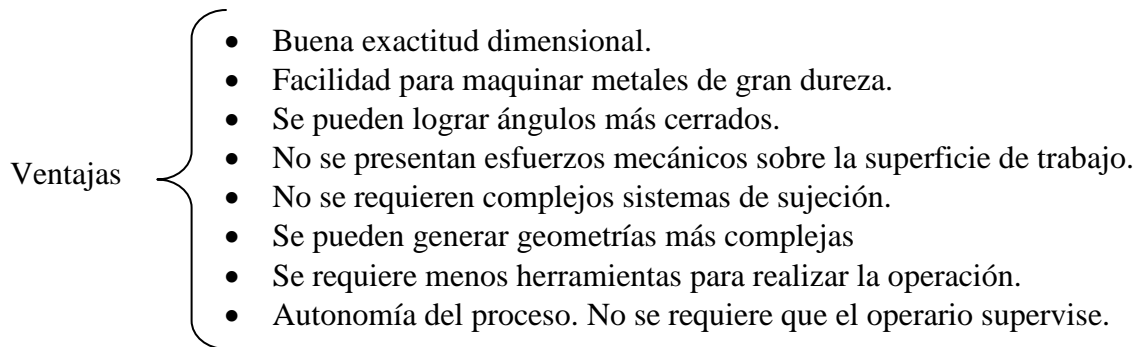 • Buena exactitud dimensional.
• Facilidad para maquinar metales de gran dureza.
• Se pueden lograr ángulos más cerrados.
Ventajas • No se presentan esfuerzos mecánicos sobre la superficie de trabajo.
• No se requieren complejos sistemas de sujeción.
• Se pueden generar geometrías más complejas
• Se requiere menos herramientas para realizar la operación.
• Autonomía del proceso. No se requiere que el operario supervise.